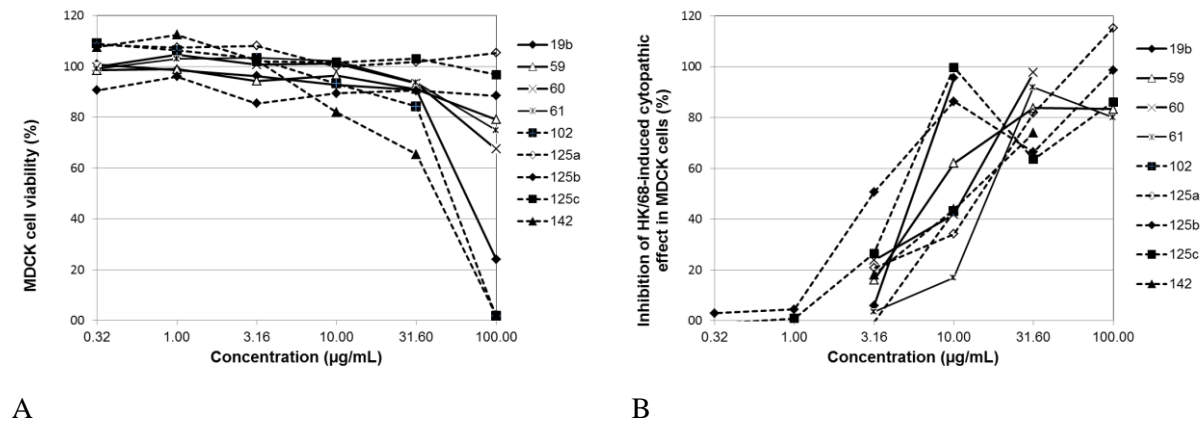 120
100
80
60
40
20
00
0.32
1.00
3.16
10.00
31.60
100.00
Concentration (µg/mL)
MDCK cell viability (%)
19b
59
60
61
102
125a
125b
125c
142
A
120
100
80
60
40
20
00
0.32
1.00
3.16
10.00
31.60
100.00
Concentration (µg/mL)
Inhibition of HK/68-induced cytopathic
effect in MDCK cells (%)
19b
59
60
61
102
125a
125b
125c
142
B